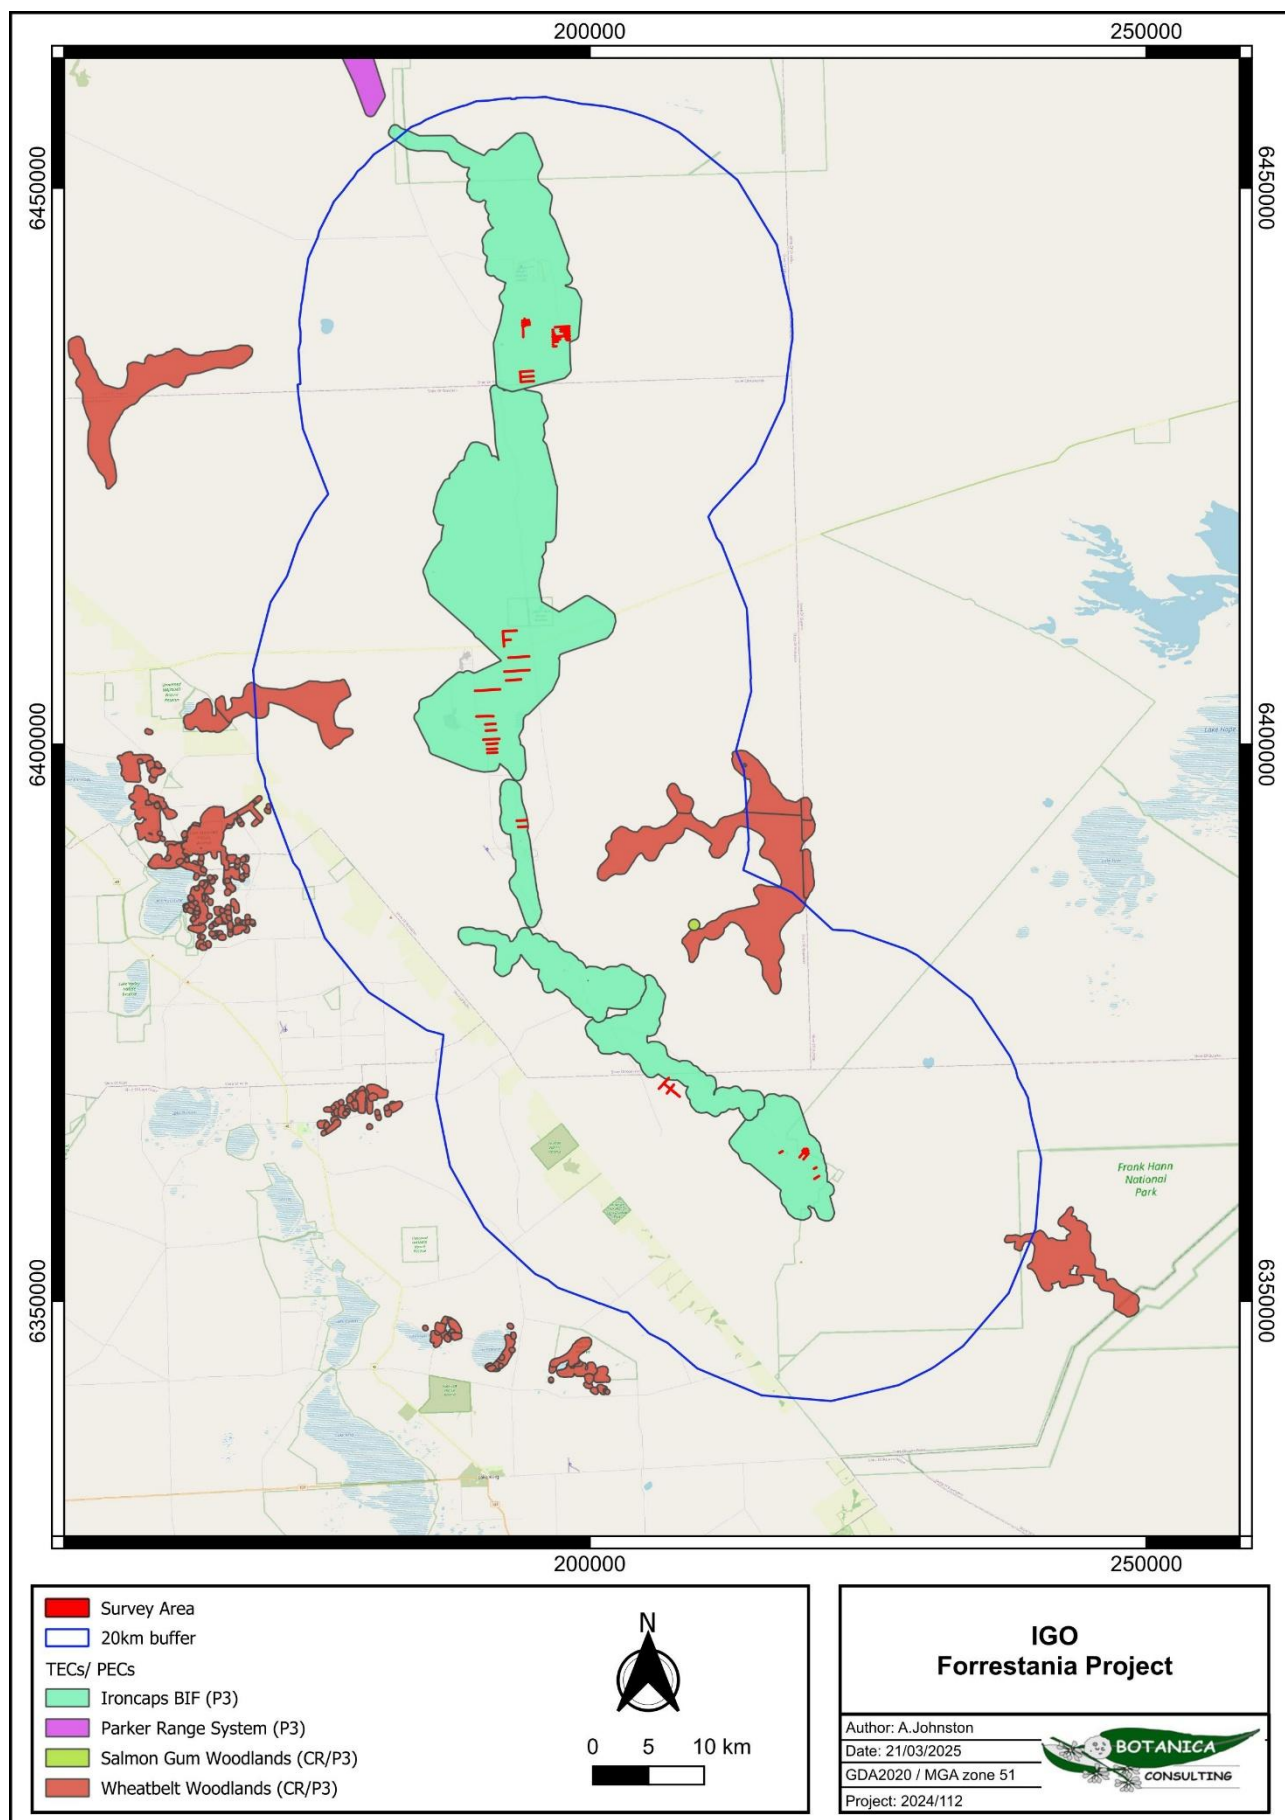 200000
250000
6450000
6450000
6400000
6400000
Lake Hope
Frank Hann
National
Park
6350000
6350000
200000
250000
Survey Area
20km buffer
TECs/ PECs
Ironcaps BIF (P3)
Parker Range System (P3)
Salmon Gum Woodlands (CR/P3)
Wheatbelt Woodlands (CR/P3)
N
0 5 10 km
IGO
Forrestania Project
Author: A.Johnston
Date: 21/03/2025
GDA2020 / MGA zone 51
Project: 2024/112
BOTANICA
CONSULTING